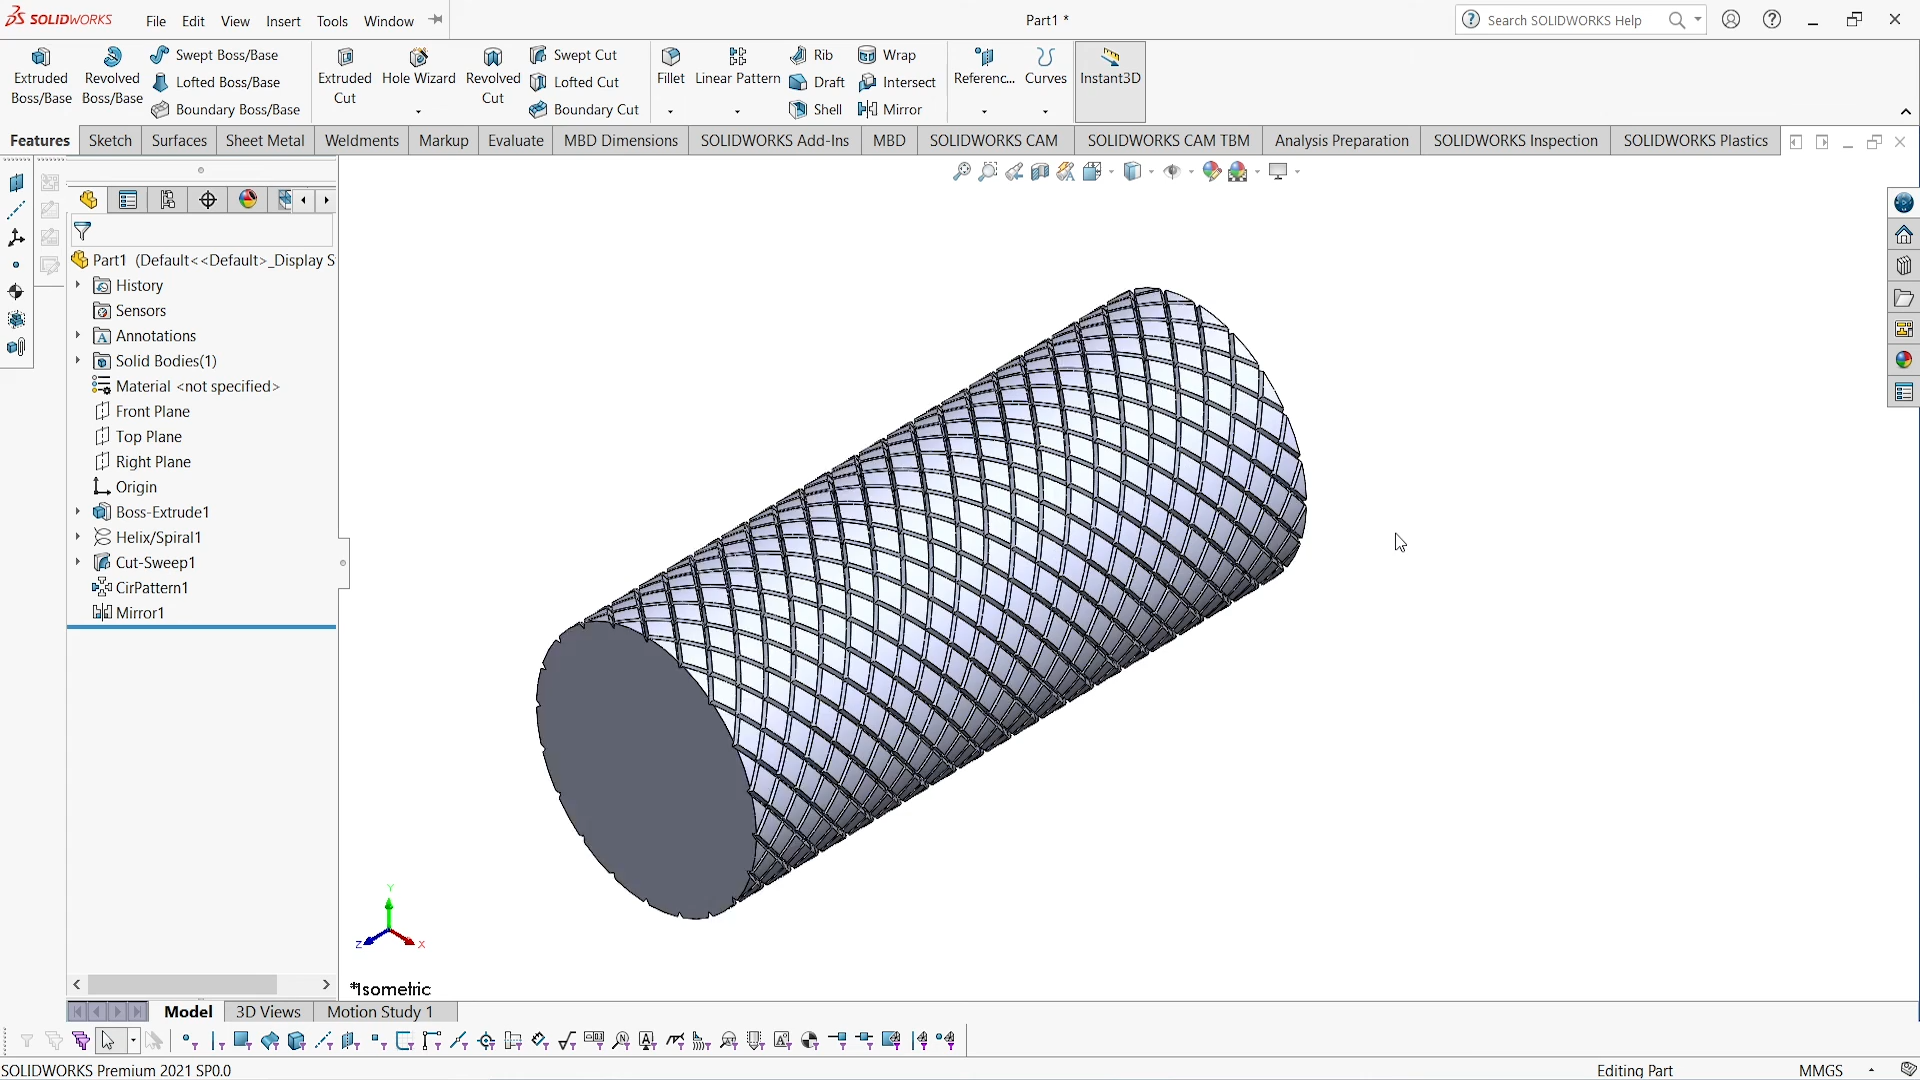 SOLIDWORKS File Edit View Insert Tools Window Part1 * Search SOLIDWORKS Help
Extruded Boss/Base
Revolved Boss/Base
Swept Boss/Base
Lofted Boss/Base
Boundary Boss/Base
Extruded Cut
Hole Wizard
Revolved Cut
Swept Cut
Lofted Cut
Boundary Cut
Fillet
Linear Pattern
Rib
Draft
Shell
Wrap
Intersect
Mirror
Referenc...
Curves
Instant3D
Features Sketch Surfaces Sheet Metal Weldments Markup Evaluate MBD Dimensions SOLIDWORKS Add-Ins MBD SOLIDWORKS CAM SOLIDWORKS CAM TBM Analysis Preparation SOLIDWORKS Inspection SOLIDWORKS Plastics
Part1 (Default<<Default>_Display S
History
Sensors
Annotations
Solid Bodies(1)
Material <not specified>
Front Plane
Top Plane
Right Plane
Origin
Boss-Extrude1
Helix/Spiral1
Cut-Sweep1
CirPattern1
Mirror1
Y
Z X
*Isometric
Model 3D Views Motion Study 1
SOLIDWORKS Premium 2021 SP0.0 Editing Part MMGS